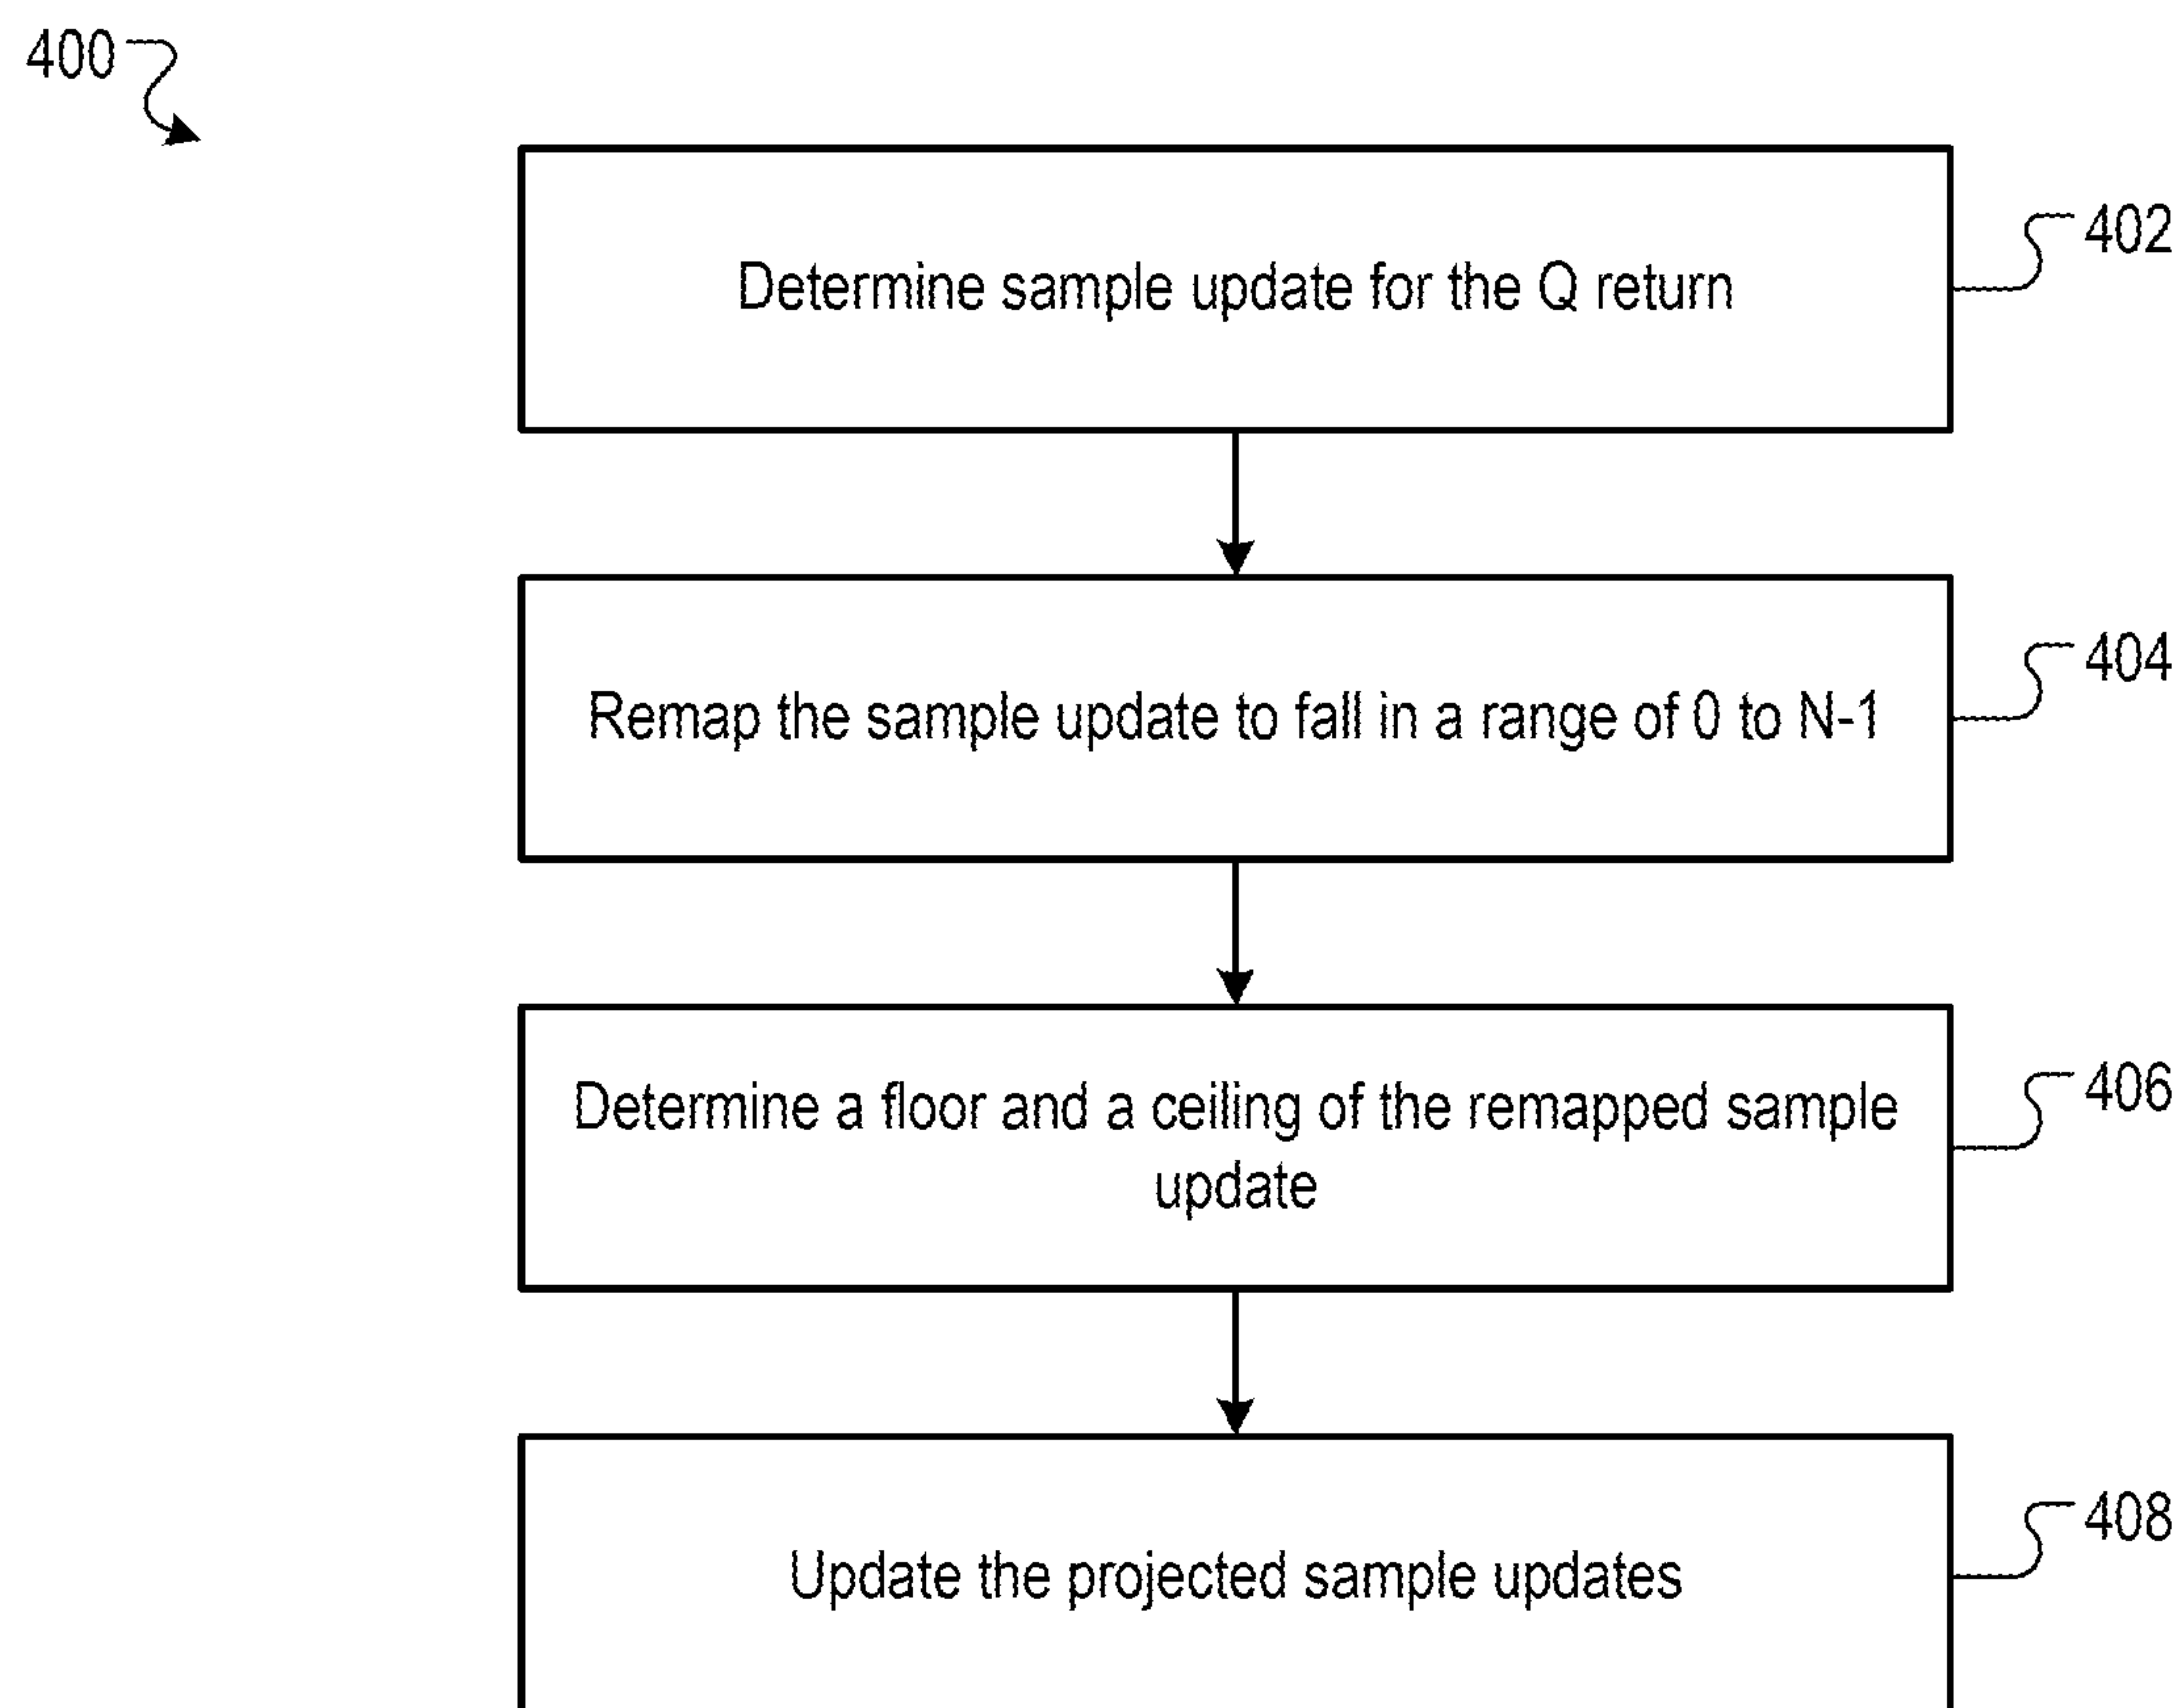 400
Determine sample update for the Q return
402
Remap the sample update to fall in a range of 0 to N-1
404
Determine a floor and a ceiling of the remapped sample
update
406
Update the projected sample updates
408